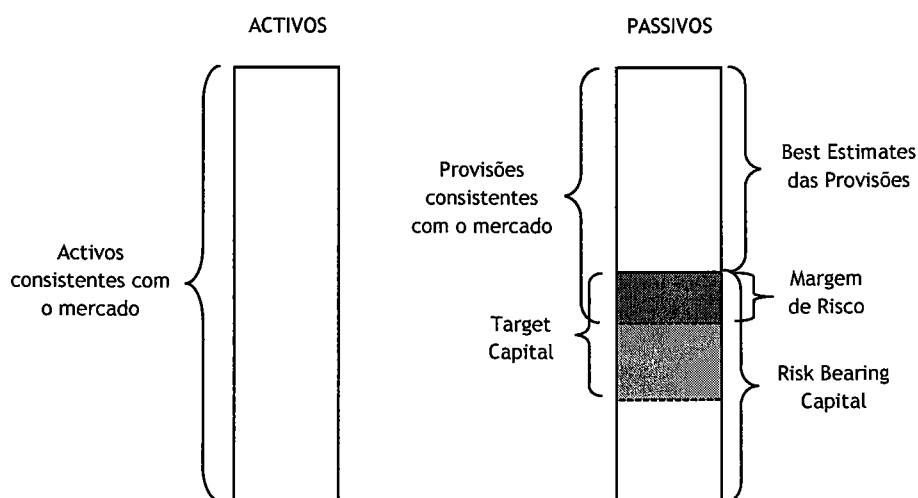 ACTIVOS
PASSIVOS
Activos
consistentes com
o mercado
Provisões
consistentes
com o mercado
Target
Capital
Best Estimates
das Provisões
Margem
de Risco
Risk Bearing
Capital